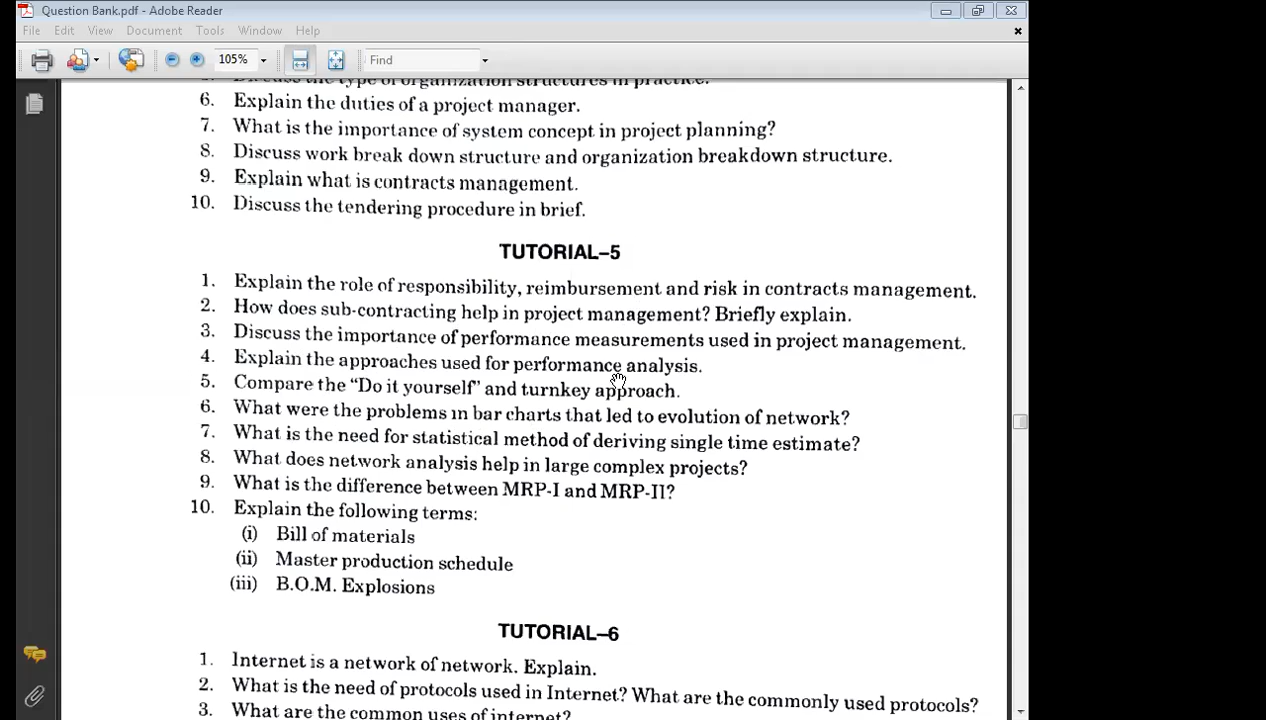 Question Bank.pdf - Adobe Reader
File Edit View Document Tools Window Help
105% Find
Discuss the type of organization structures in practice.
6. Explain the duties of a project manager.
7. What is the importance of system concept in project planning?
8. Discuss work break down structure and organization breakdown structure.
9. Explain what is contracts management.
10. Discuss the tendering procedure in brief.
TUTORIAL–5
1. Explain the role of responsibility, reimbursement and risk in contracts management.
2. How does sub-contracting help in project management? Briefly explain.
3. Discuss the importance of performance measurements used in project management.
4. Explain the approaches used for performance analysis.
5. Compare the “Do it yourself” and turnkey approach.
6. What were the problems in bar charts that led to evolution of network?
7. What is the need for statistical method of deriving single time estimate?
8. What does network analysis help in large complex projects?
9. What is the difference between MRP-I and MRP-II?
10. Explain the following terms:
(i) Bill of materials
(ii) Master production schedule
(iii) B.O.M. Explosions
TUTORIAL–6
1. Internet is a network of network. Explain.
2. What is the need of protocols used in Internet? What are the commonly used protocols?
3. What are the common uses of internet?